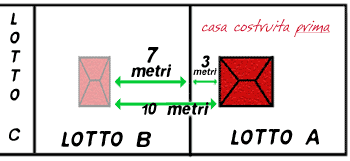 L
O
T
T
O
C
casa costruita prima
7
metri
3
metri
10 metri
LOTTO B
LOTTO A